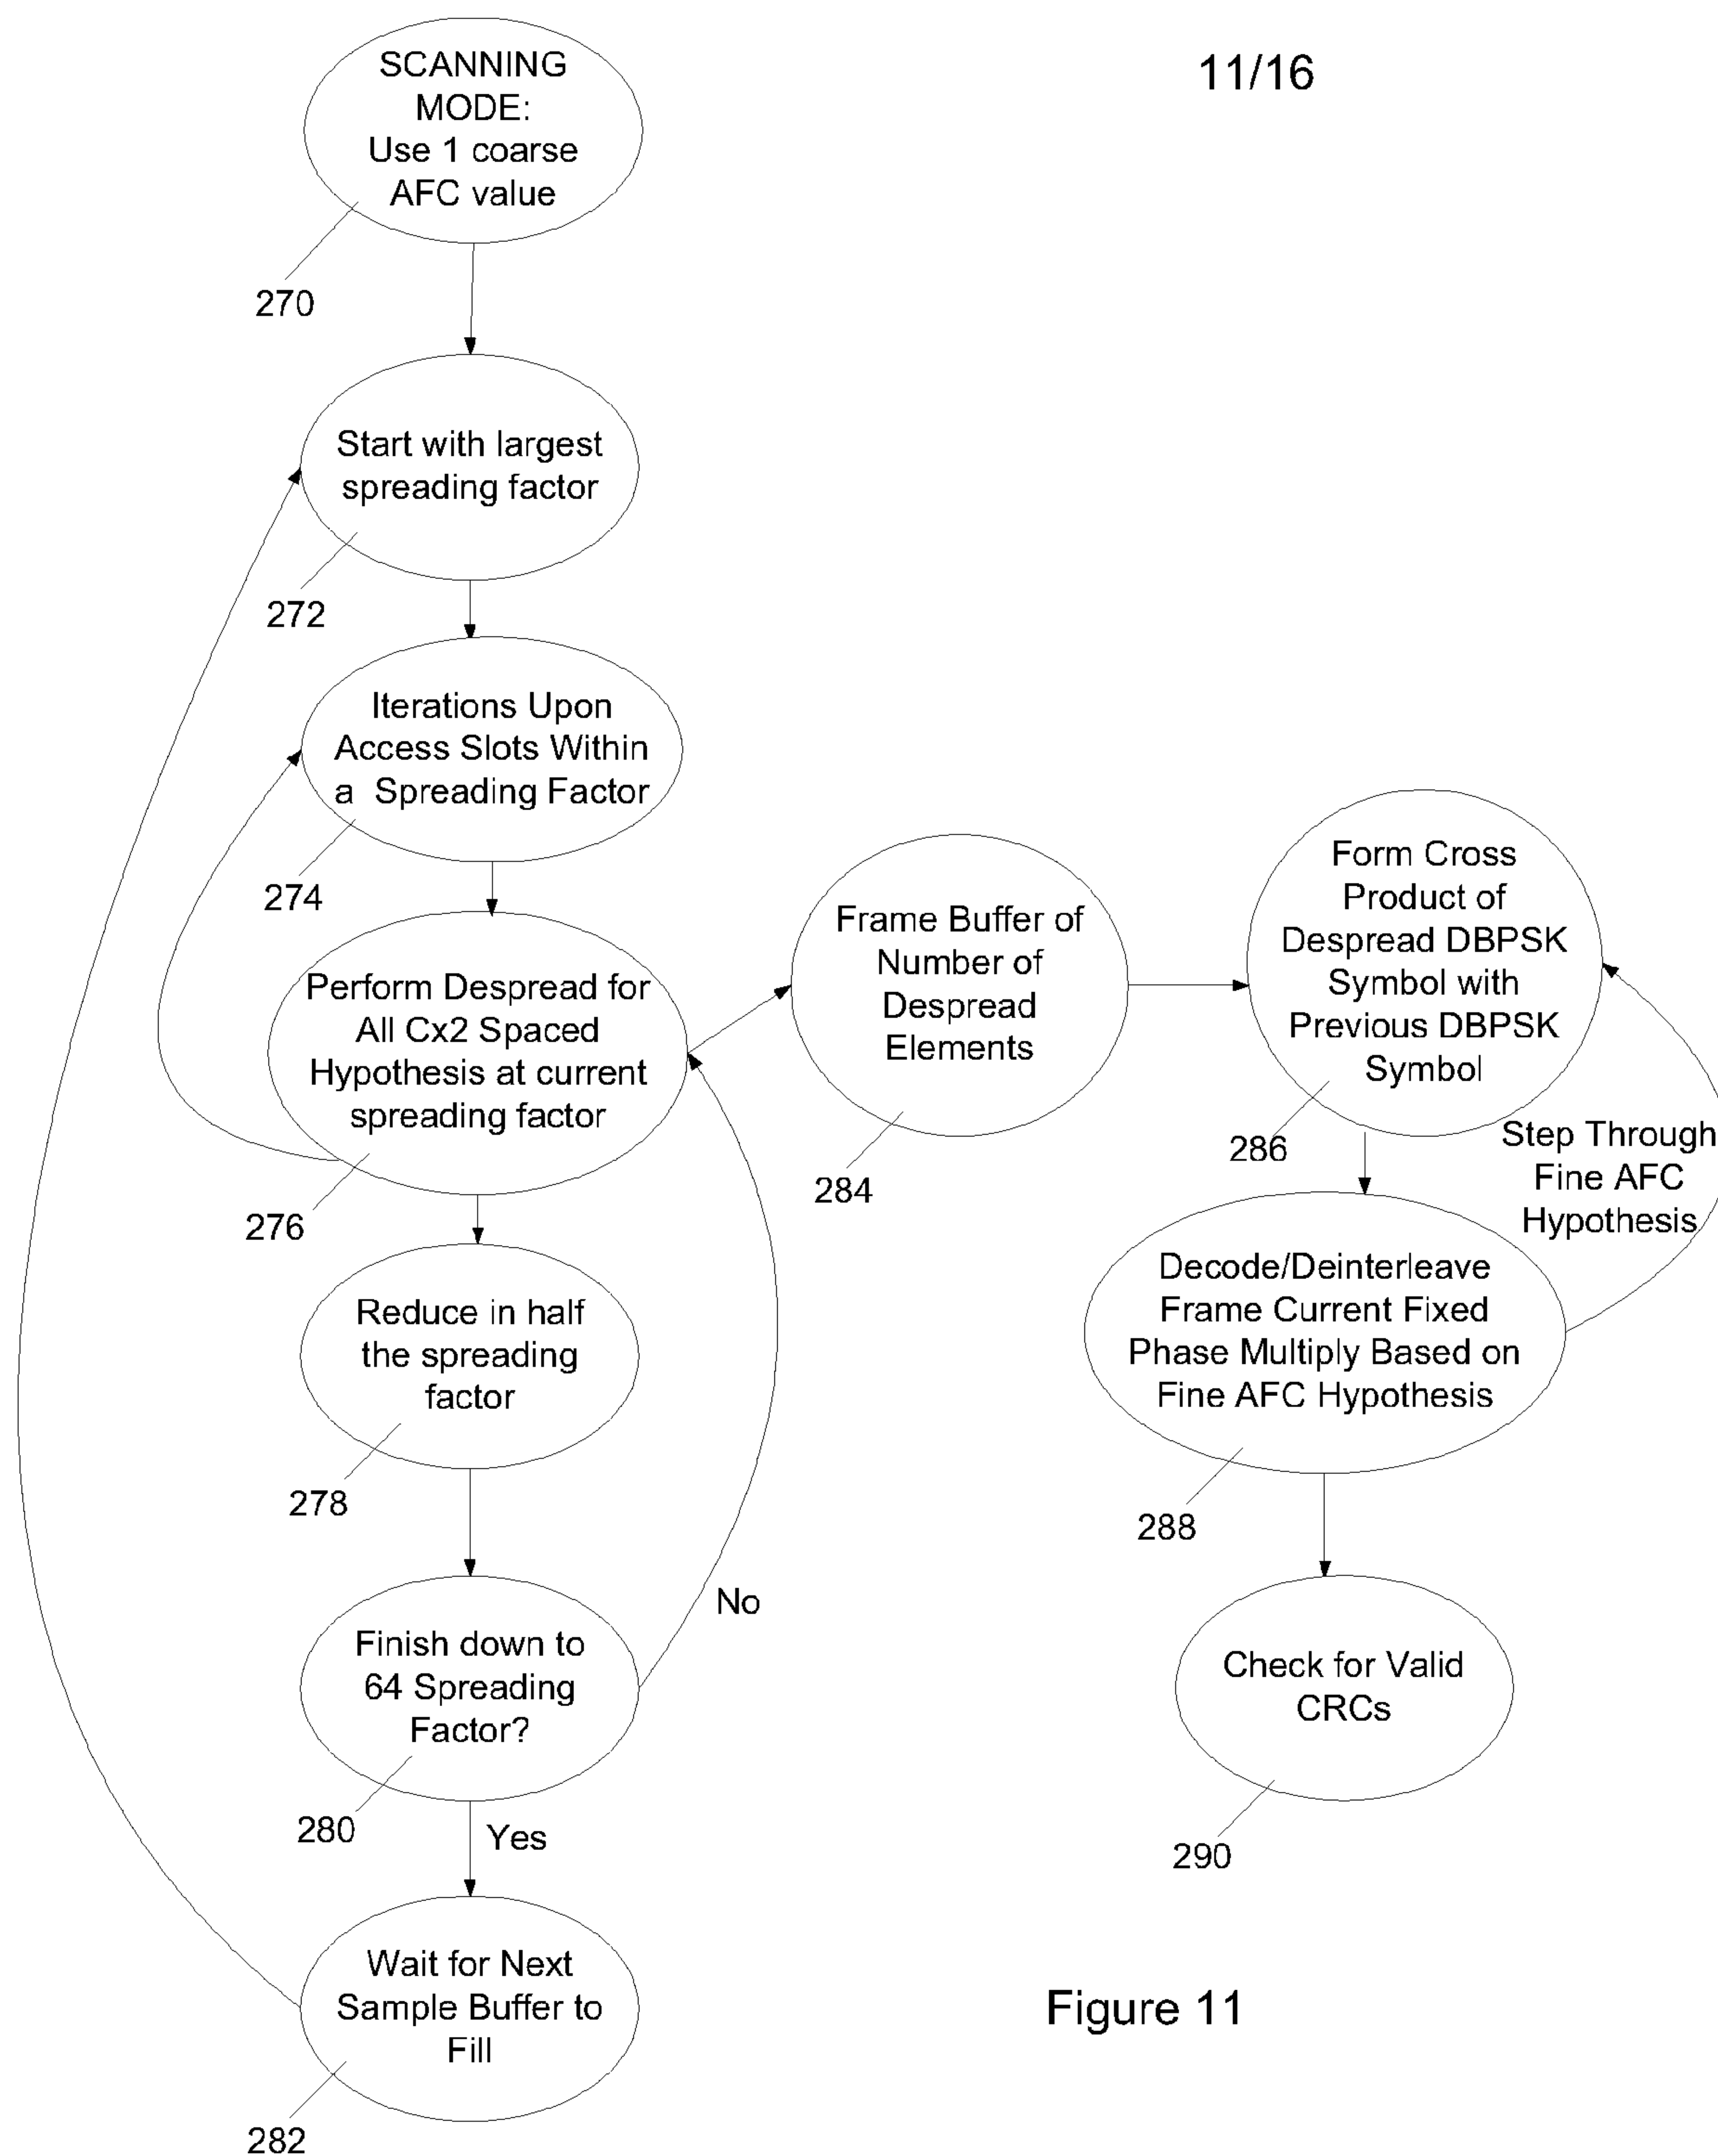 11/16
SCANNING
MODE:
Use 1 coarse
AFC value
270
Start with largest
spreading factor
272
Iterations Upon
Access Slots Within
a Spreading Factor
274
Perform Despread for
All Cx2 Spaced
Hypothesis at current
spreading factor
276
Reduce in half
the spreading
factor
278
Finish down to
64 Spreading
Factor?
280
No
Yes
Wait for Next
Sample Buffer to
Fill
282
Frame Buffer of
Number of
Despread
Elements
284
Form Cross
Product of
Despread DBPSK
Symbol with
Previous DBPSK
Symbol
286
Step Through
Fine AFC
Hypothesis
Decode/Deinterleave
Frame Current Fixed
Phase Multiply Based on
Fine AFC Hypothesis
288
Check for Valid
CRCs
290
Figure 11